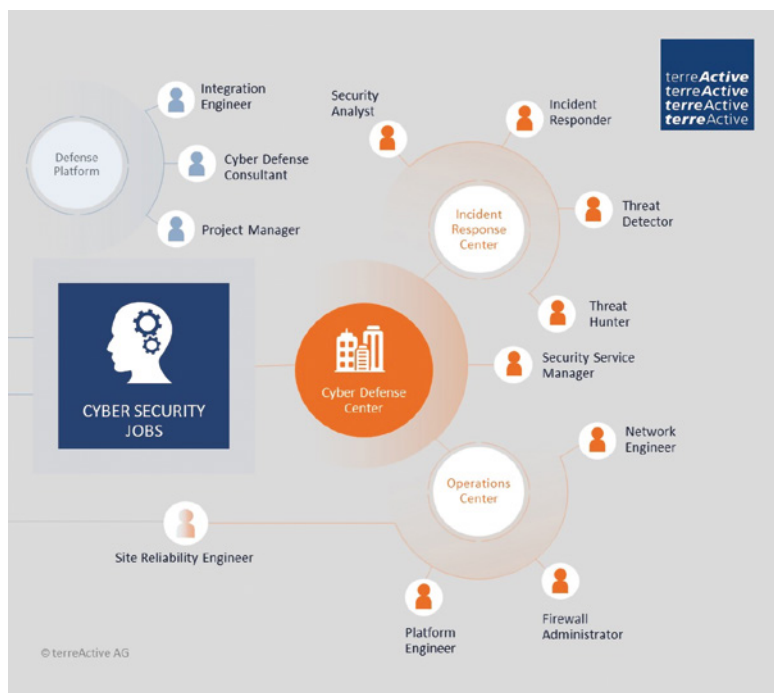 Integration
Engineer
Defense
Platform
Cyber Defense
Consultant
Project Manager
terreActive
terreActive
terreActive
terreActive
Security
Analyst
Incident
Responder
Incident
Response
Center
Threat
Detector
Threat
Hunter
CYBER SECURITY
JOBS
Cyber Defense
Center
Security Service
Manager
Network
Engineer
Operations
Center
Site Reliability Engineer
Platform
Engineer
Firewall
Administrator
© terreActive AG